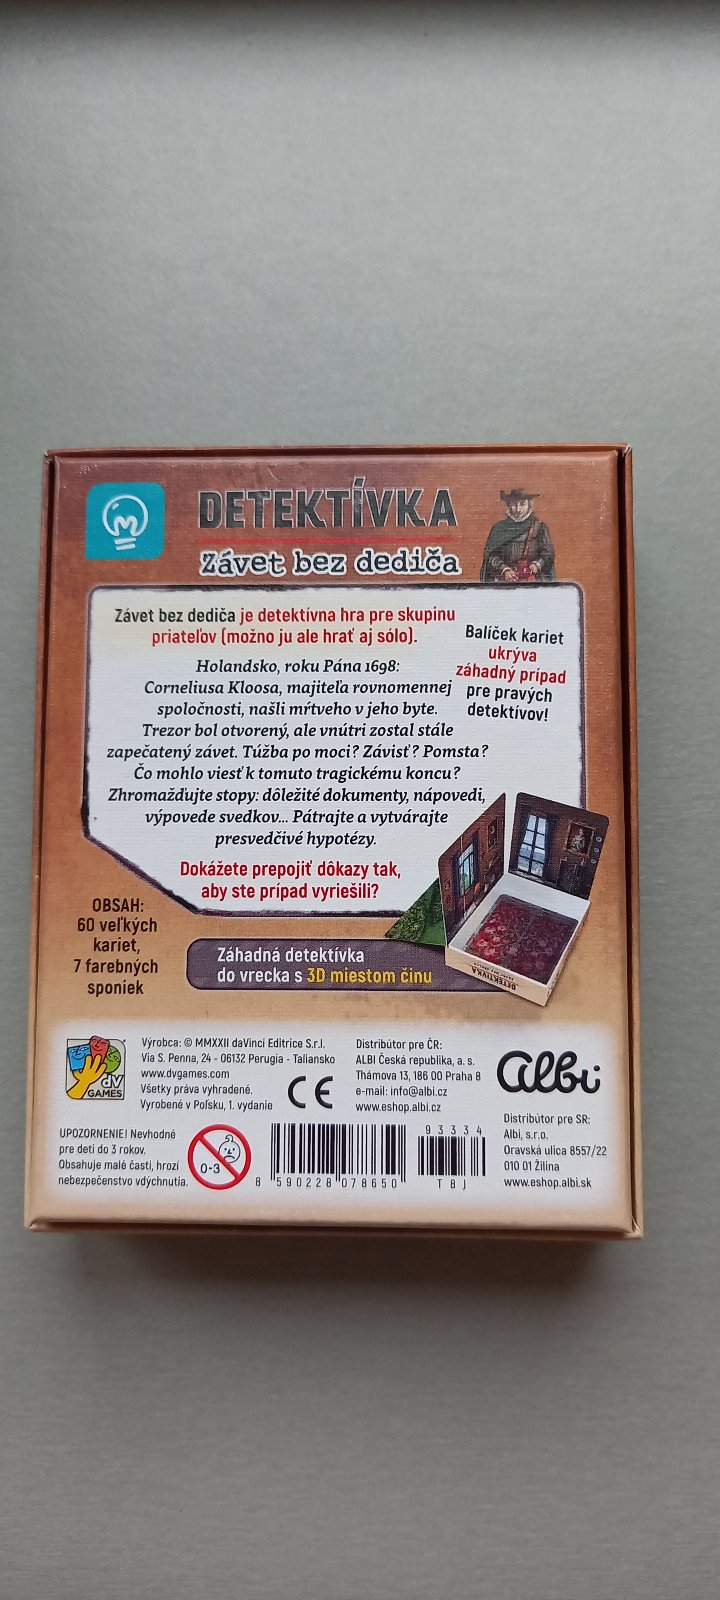 DETEKTÍVKA
Závet bez dediča
Závet bez dediča je detektívna hra pre skupinu
priateľov (možno ju ale hrať aj sólo).
Balíček kariet
ukrýva
záhadný prípad
pre pravých
detektívov!
Holandsko, roku Pána 1698:
Corneliusa Kloosa, majiteľa rovnomennej
spoločnosti, našli mŕtveho v jeho byte.
Trezor bol otvorený, ale vnútri zostal stále
zapečatený závet. Túžba po moci? Závisť? Pomsta?
Čo mohlo viesť k tomuto tragickému koncu?
Zhromažďujte stopy: dôležité dokumenty, nápovedi,
výpovede svedkov... Pátrajte a vytvárajte
presvedčivé hypotézy.
Dokážete prepojiť dôkazy tak,
aby ste prípad vyriešili?
OBSAH:
60 veľkých
kariet,
7 farebných
sponiek
Záhadná detektívka
do vrecka s 3D miestom činu
DETEKTÍVKA
dV
GAMES
Výrobca: © MMXXII daVinci Editrice S.r.l.
Via S. Penna, 24 - 06132 Perugia - Taliansko
www.dvgames.com
Všetky práva vyhradené.
Vyrobené v Poľsku, 1. vydanie
CE
Distribútor pre ČR:
ALBI Česká republika, a. s.
Thámova 13, 186 00 Praha 8
e-mail: info@albi.cz
www.eshop.albi.cz
albi
Distribútor pre SR:
Albi, s.r.o.
Oravská ulica 8557/22
010 01 Žilina
www.eshop.albi.sk
UPOZORNENIE! Nevhodné
pre deti do 3 rokov.
Obsahuje malé časti, hrozí
nebezpečenstvo vdýchnutia.
0-3
8 590228 078650
93334
TBJ